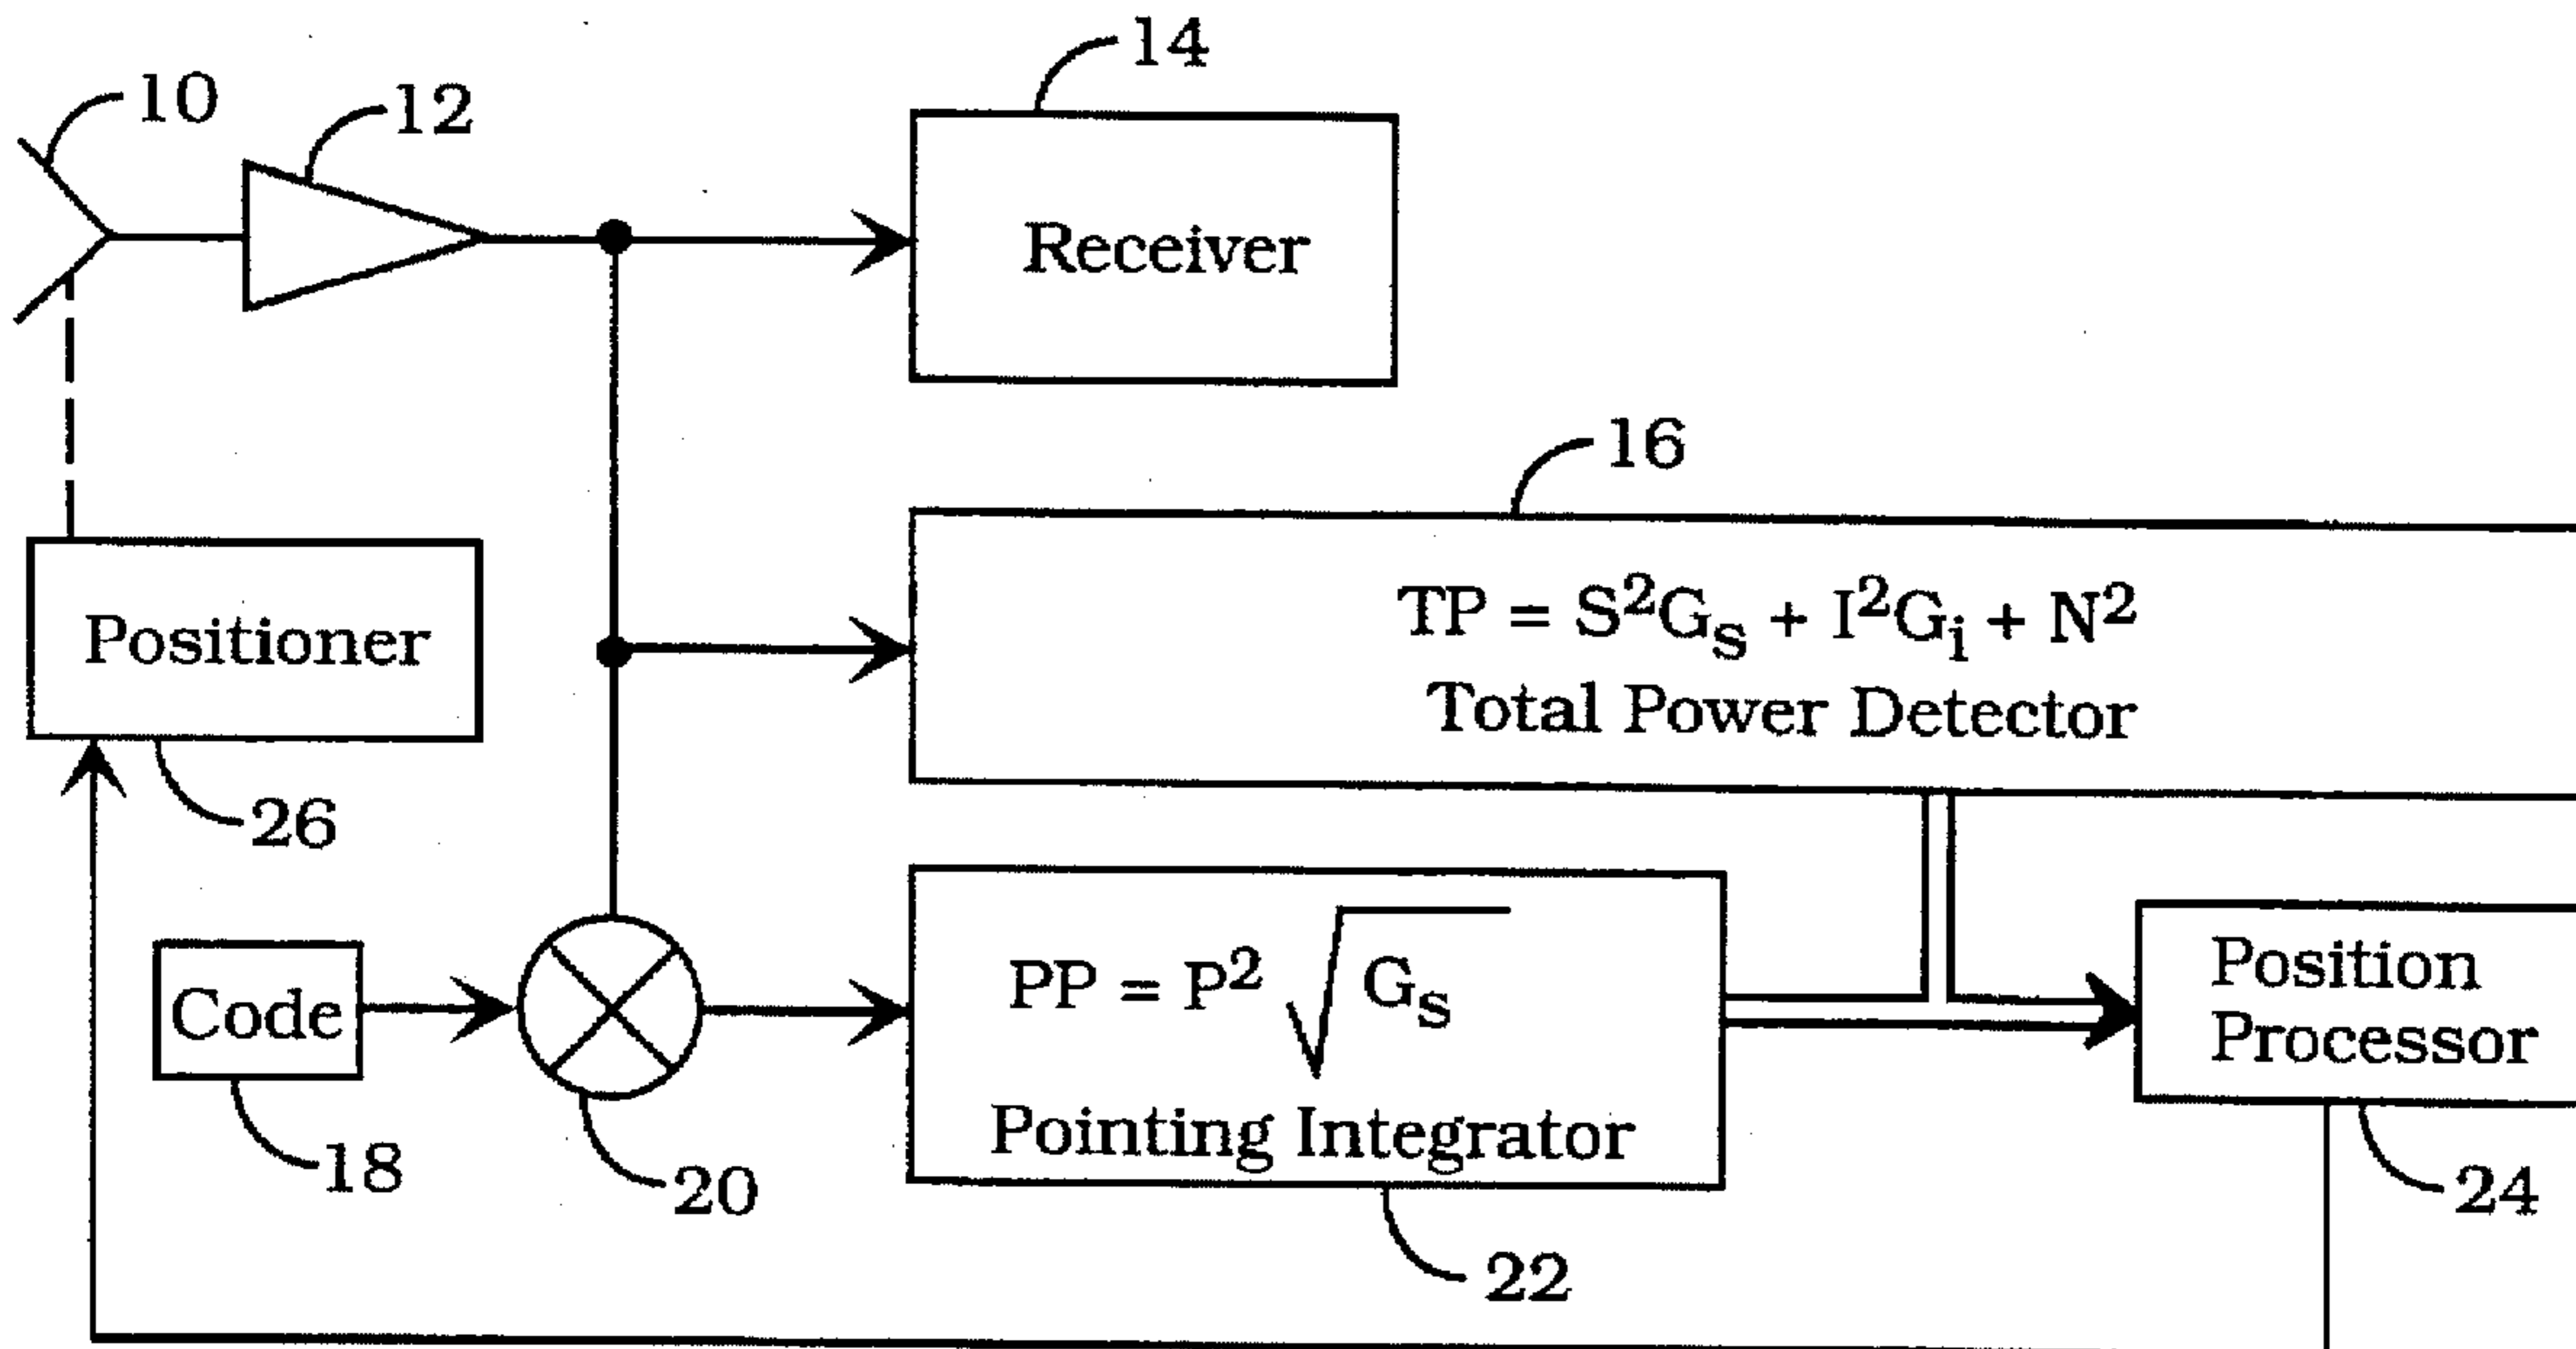 14
10
12
Receiver
16
TP = S²Gₛ + I²Gᵢ + N²
Total Power Detector
Positioner
26
PP = P² √Gₛ
Pointing Integrator
Position
Processor
Code
18
20
24
22